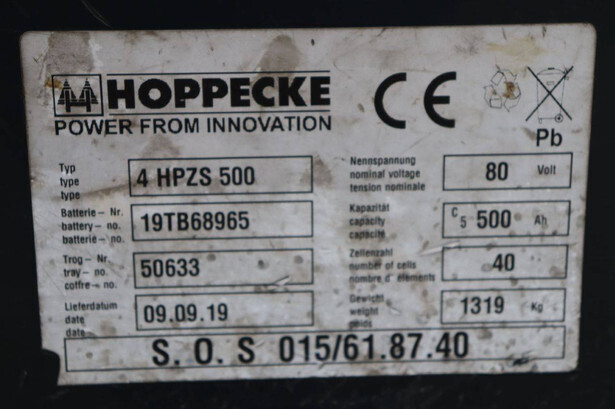 HOPPECKE
POWER FROM INNOVATION
CE
Pb
Typ
type
type
4 HPZS 500
Nennspannung
nominal voltage
tension nominale
80 Volt
Batterie - Nr.
battery - no.
batterie - no.
19TB68965
Kapazität
capacity
capacité
C5 500 Ah
Trog - Nr.
tray - no.
coffre - no.
50633
Zellenzahl
number of cells
nombre d' elements
40
Lieferdatum
date
date
09.09.19
Gewicht
weight
poids
1319 Kg
S. O. S 015/61.87.40